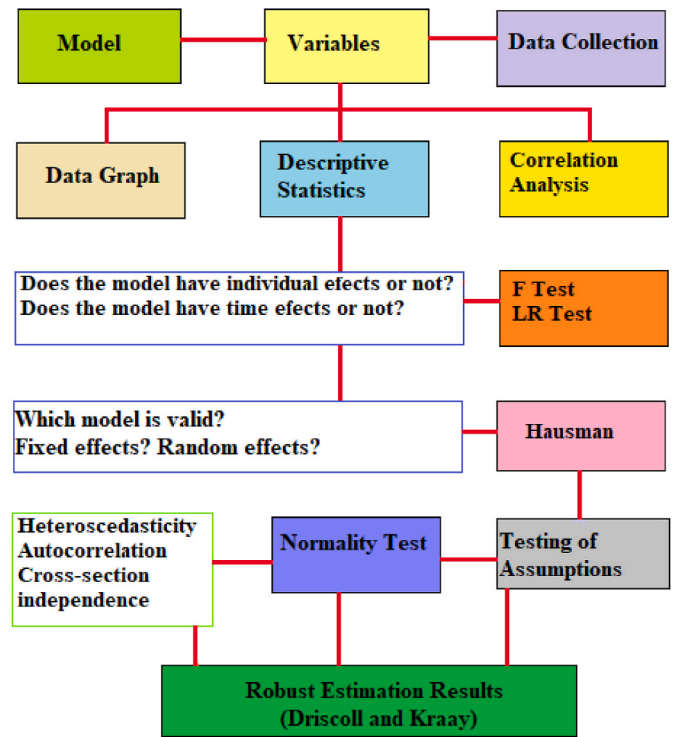 Model
Variables
Data Collection
Data Graph
Descriptive
Statistics
Correlation
Analysis
Does the model have individual efects or not?
Does the model have time efects or not?
F Test
LR Test
Which model is valid?
Fixed effects? Random effects?
Hausman
Heteroscedasticity
Autocorrelation
Cross-section
independence
Normality Test
Testing of
Assumptions
Robust Estimation Results
(Driscoll and Kraay)